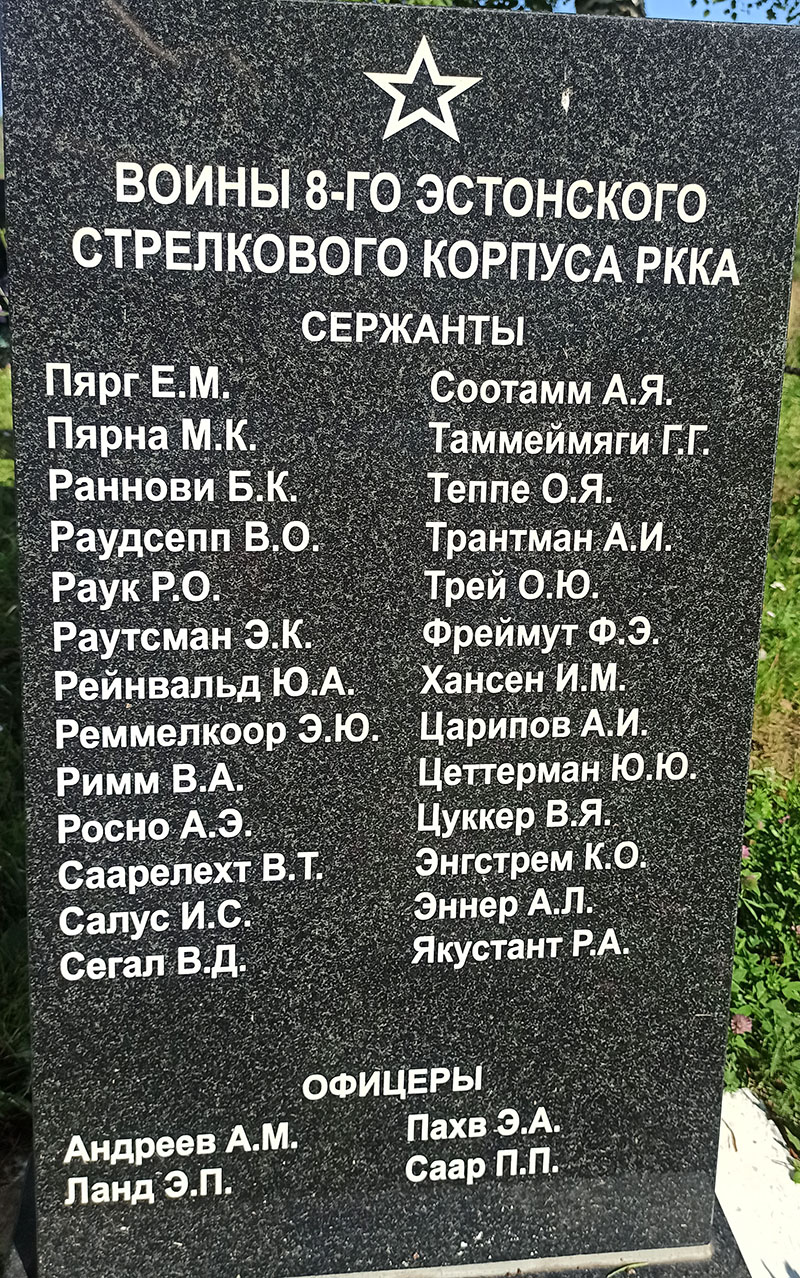 ВОИНЫ 8-ГО ЭСТОНСКОГО
СТРЕЛКОВОГО КОРПУСА РККА
СЕРЖАНТЫ
Пярг Е.М.
Пярна М.К.
Раннови Б.К.
Раудсепп В.О.
Раук Р.О.
Раутсман Э.К.
Рейнвальд Ю.А.
Реммелкоор Э.Ю.
Римм В.А.
Росно А.Э.
Саарелехт В.Т.
Салус И.С.
Сегал В.Д.
Соотамм А.Я.
Таммеймяги Г.Г.
Теппе О.Я.
Трантман А.И.
Трей О.Ю.
Фреймут Ф.Э.
Хансен И.М.
Царипов А.И.
Цеттерман Ю.Ю.
Цуккер В.Я.
Энгстрем К.О.
Эннер А.Л.
Якустант Р.А.
ОФИЦЕРЫ
Андреев А.М.
Ланд Э.П.
Пахв Э.А.
Саар П.П.